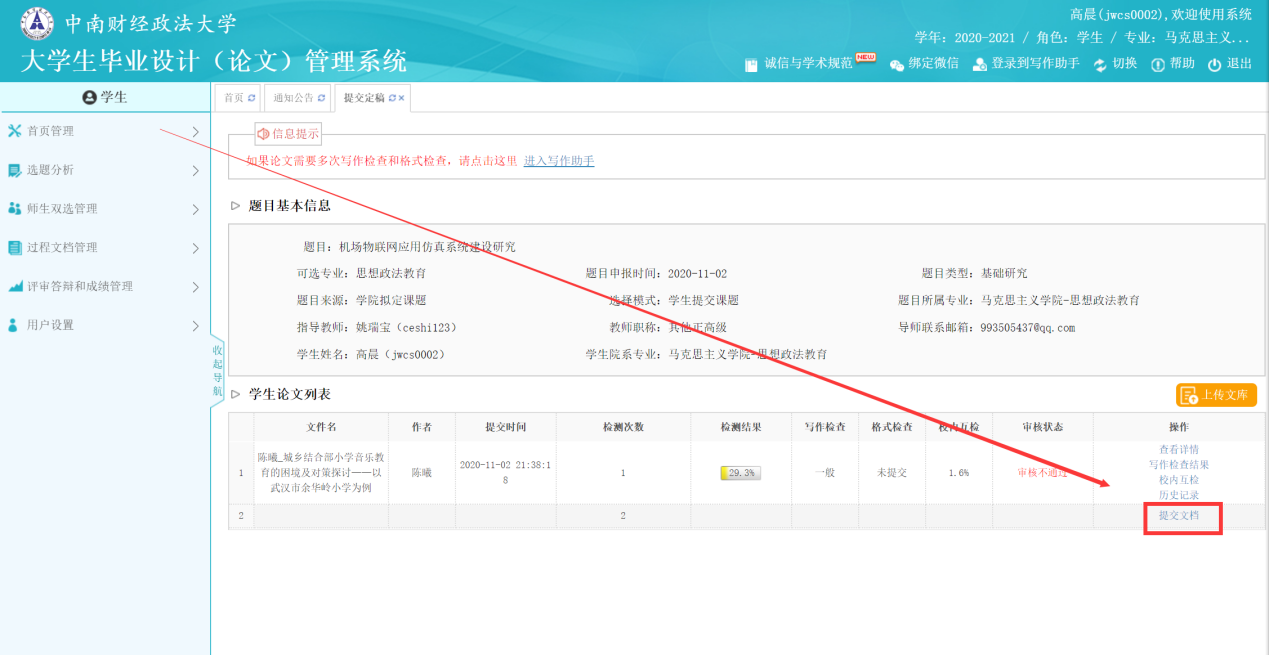 中南财经政法大学
大学生毕业设计（论文）管理系统
高晨(jwcs0002),欢迎使用系统
学年: 2020-2021 / 角色: 学生 / 专业: 马克思主义...
诚信与学术规范 NEW 绑定微信 登录到写作助手 切换 帮助 退出
学生
首页管理
选题分析
师生双选管理
过程文档管理
评审答辩和成绩管理
用户设置
收起导航
首页 通知公告 提交定稿
信息提示
如果论文需要多次写作检查和格式检查，请点击这里 进入写作助手
题目基本信息
题目: 机场物联网应用仿真系统建设研究
可选专业: 思想政法教育 题目申报时间: 2020-11-02 题目类型: 基础研究
题目来源: 学院拟定课题 选择模式: 学生提交课题 题目所属专业: 马克思主义学院-思想政法教育
指导教师: 姚瑞宝（ceshi123） 教师职称: 其他正高级 导师联系邮箱: 993505437@qq.com
学生姓名: 高晨（jwcs0002） 学生院系专业: 马克思主义学院-思想政法教育
学生论文列表 上传文库
文件名 作者 提交时间 检测次数 检测结果 写作检查 格式检查 校内互检 审核状态 操作
1 陈曦_城乡结合部小学音乐教
育的困境及对策探讨——以
武汉市余华岭小学为例
陈曦
2020-11-02 21:38:1
8
1 29.3% 一般 未提交 1.6% 审核不通过
查看详情
写作检查结果
校内互检
历史记录
2 2 提交文档